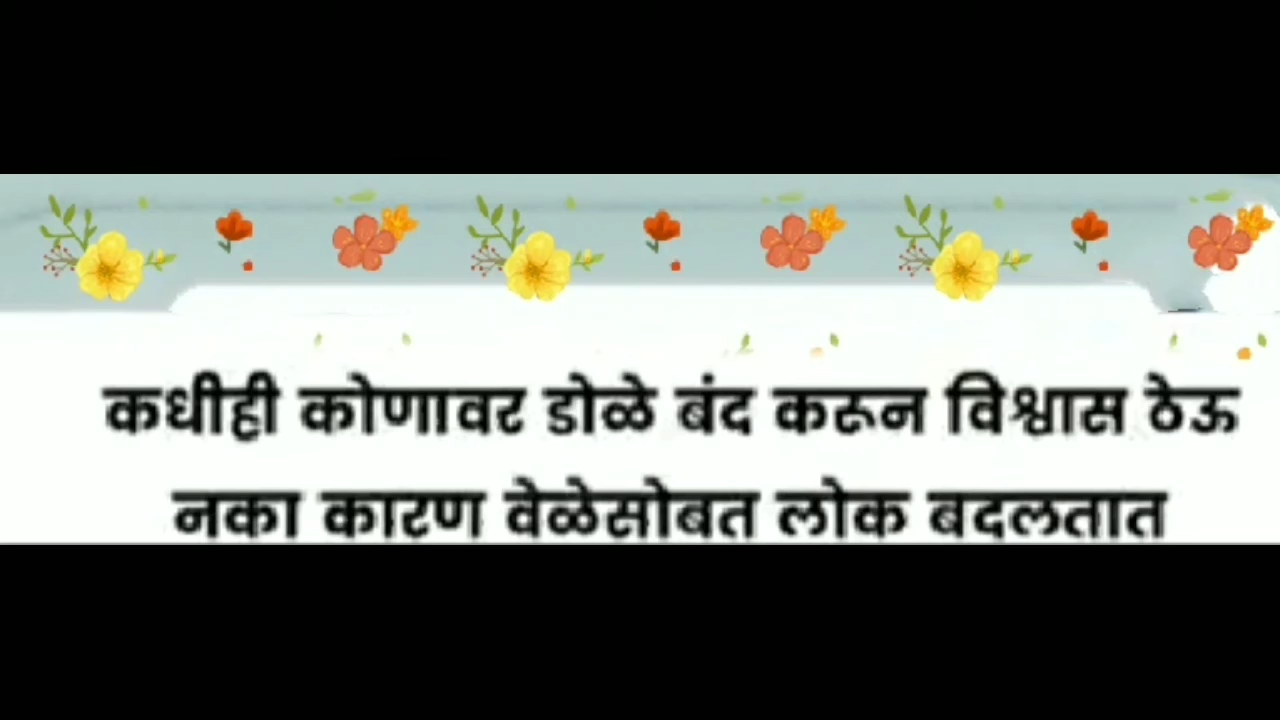 कधीही कोणावर डोळे बंद करून विश्वास ठेऊ
नका कारण वेळेसोबत लोक बदलतात